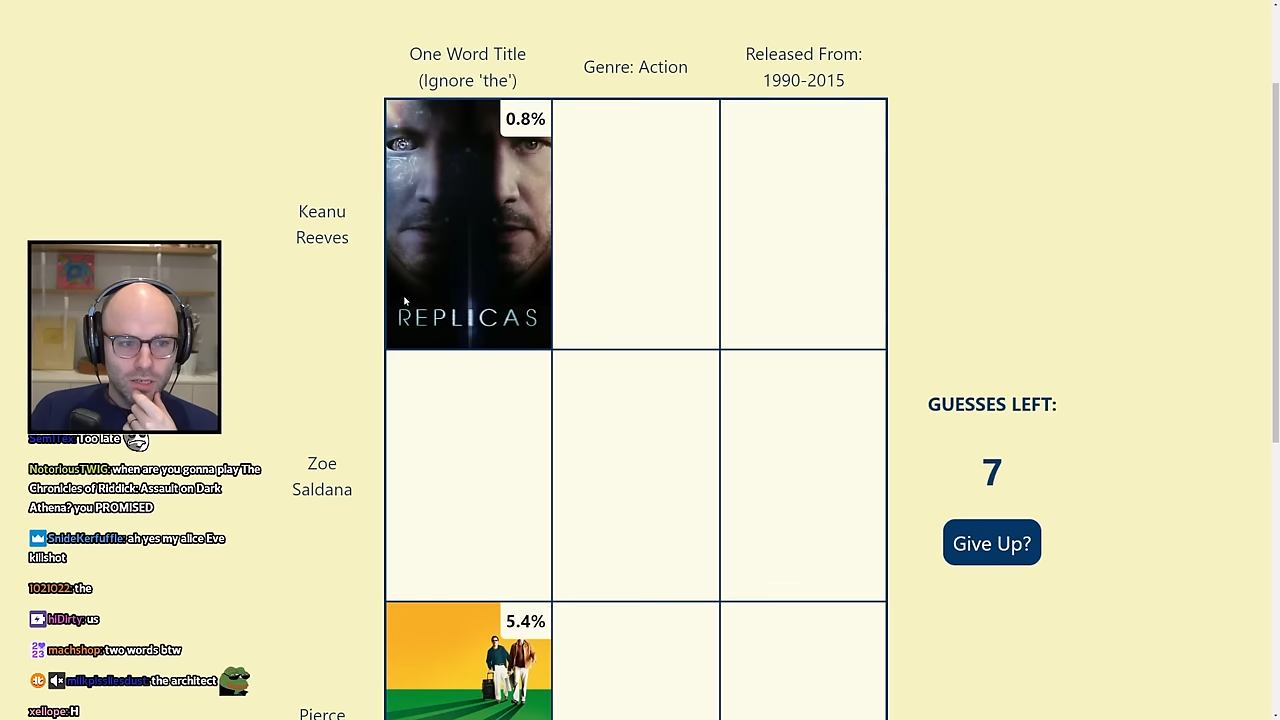 One Word Title
(Ignore 'the')
Genre: Action
Released From:
1990-2015
Keanu
Reeves
0.8%
REPLICAS
Zoe
Saldana
5.4%
Pierce
GUESSES LEFT:
7
Give Up?
SemiTex: Too late
NotoriousTWIG: when are you gonna play The
Chronicles of Riddick: Assault on Dark
Athena? you PROMISED
SnideKerfuffle: ah yes my alice Eve
killshot
1021022: the
hiDirty: us
machshop: two words btw
milkpissliesdust: the architect
xellope: H